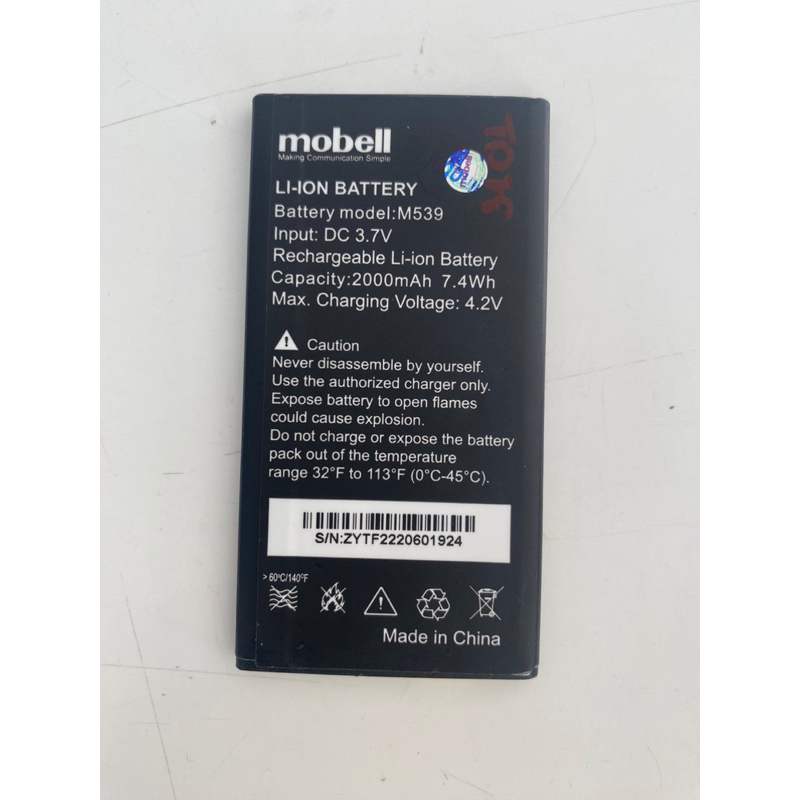 mobell
Making Communication Simple
mobell
LI-ION BATTERY
Battery model:M539
Input: DC 3.7V
Rechargeable Li-ion Battery
Capacity:2000mAh 7.4Wh
Max. Charging Voltage: 4.2V
Caution
Never disassemble by yourself.
Use the authorized charger only.
Expose battery to open flames
could cause explosion.
Do not charge or expose the battery
pack out of the temperature
range 32°F to 113°F (0°C-45°C).
S/N:ZYTF2220601924
> 60°C/140°F
Made in China